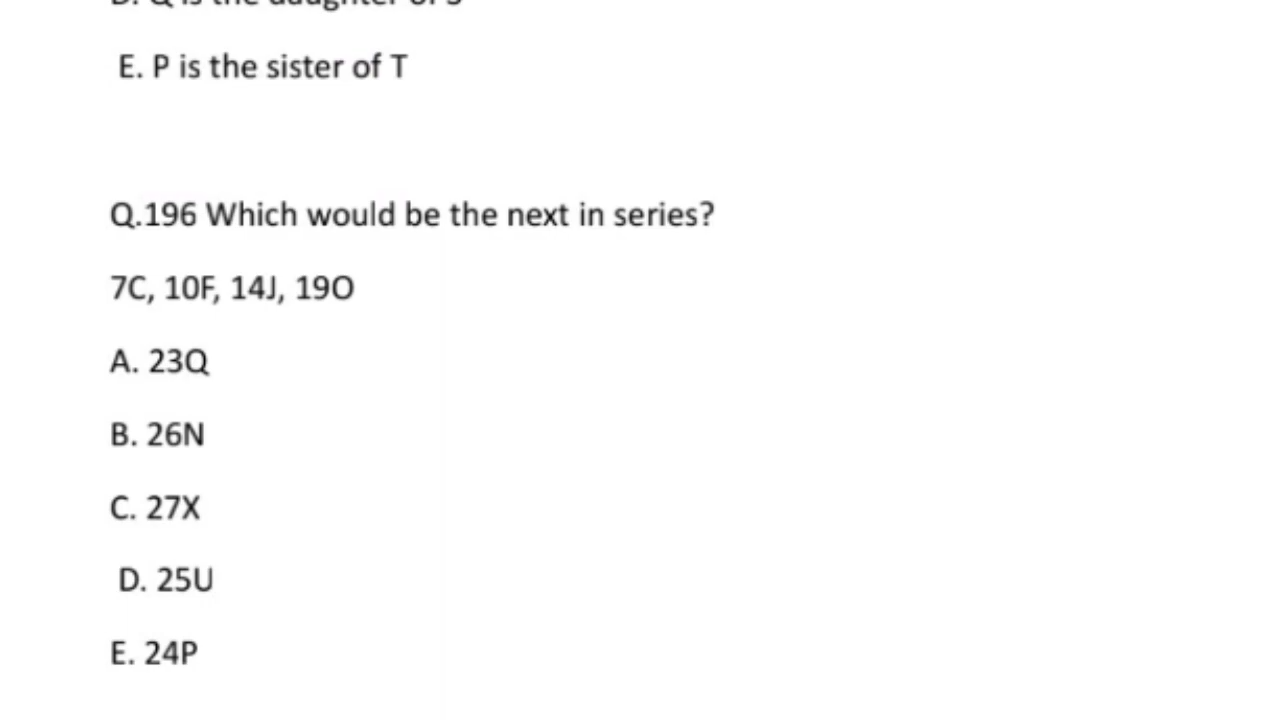 E. P is the sister of T
Q.196 Which would be the next in series?
7C, 10F, 14J, 19O
A. 23Q
B. 26N
C. 27X
D. 25U
E. 24P